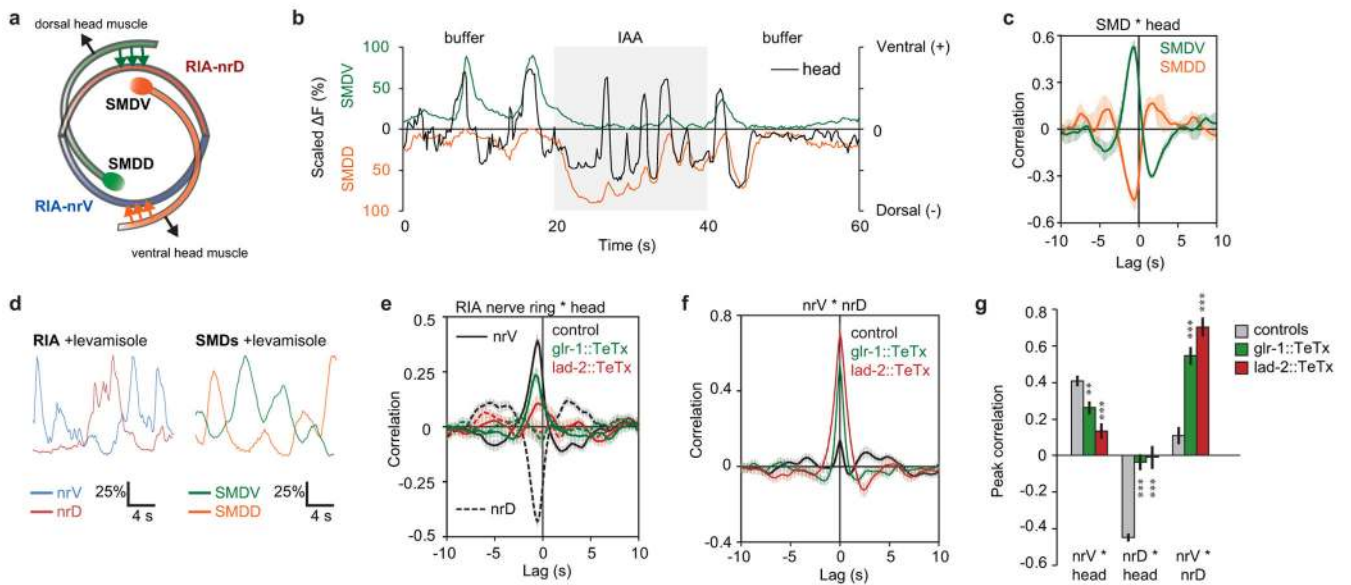 a
dorsal head muscle
RIA-nrD
SMDV
SMDD
RIA-nrV
ventral head muscle
b
buffer
IAA
buffer
Ventral (+)
head
0
Dorsal (-)
SMDV
Scaled ΔF (%)
SMDD
100
50
0
50
100
0
20
40
60
Time (s)
c
SMD * head
SMDV
SMDD
Correlation
0.6
0.3
0
-0.3
-0.6
-10
-5
0
5
10
Lag (s)
d
RIA +levamisole
SMDs +levamisole
nrV
nrD
25%
4 s
SMDV
SMDD
25%
4 s
e
RIA nerve ring * head
nrV
control
glr-1::TeTx
lad-2::TeTx
nrD
Correlation
0.5
0.25
0
-0.25
-0.5
-10
-5
0
5
10
Lag (s)
f
nrV * nrD
control
glr-1::TeTx
lad-2::TeTx
Correlation
0.8
0.4
0
-0.4
-10
-5
0
5
10
Lag (s)
g
controls
glr-1::TeTx
lad-2::TeTx
Peak correlation
0.8
0.6
0.4
0.2
0
-0.2
-0.4
-0.6
**
***
***
***
***
***
nrV *
head
nrD *
head
nrV *
nrD